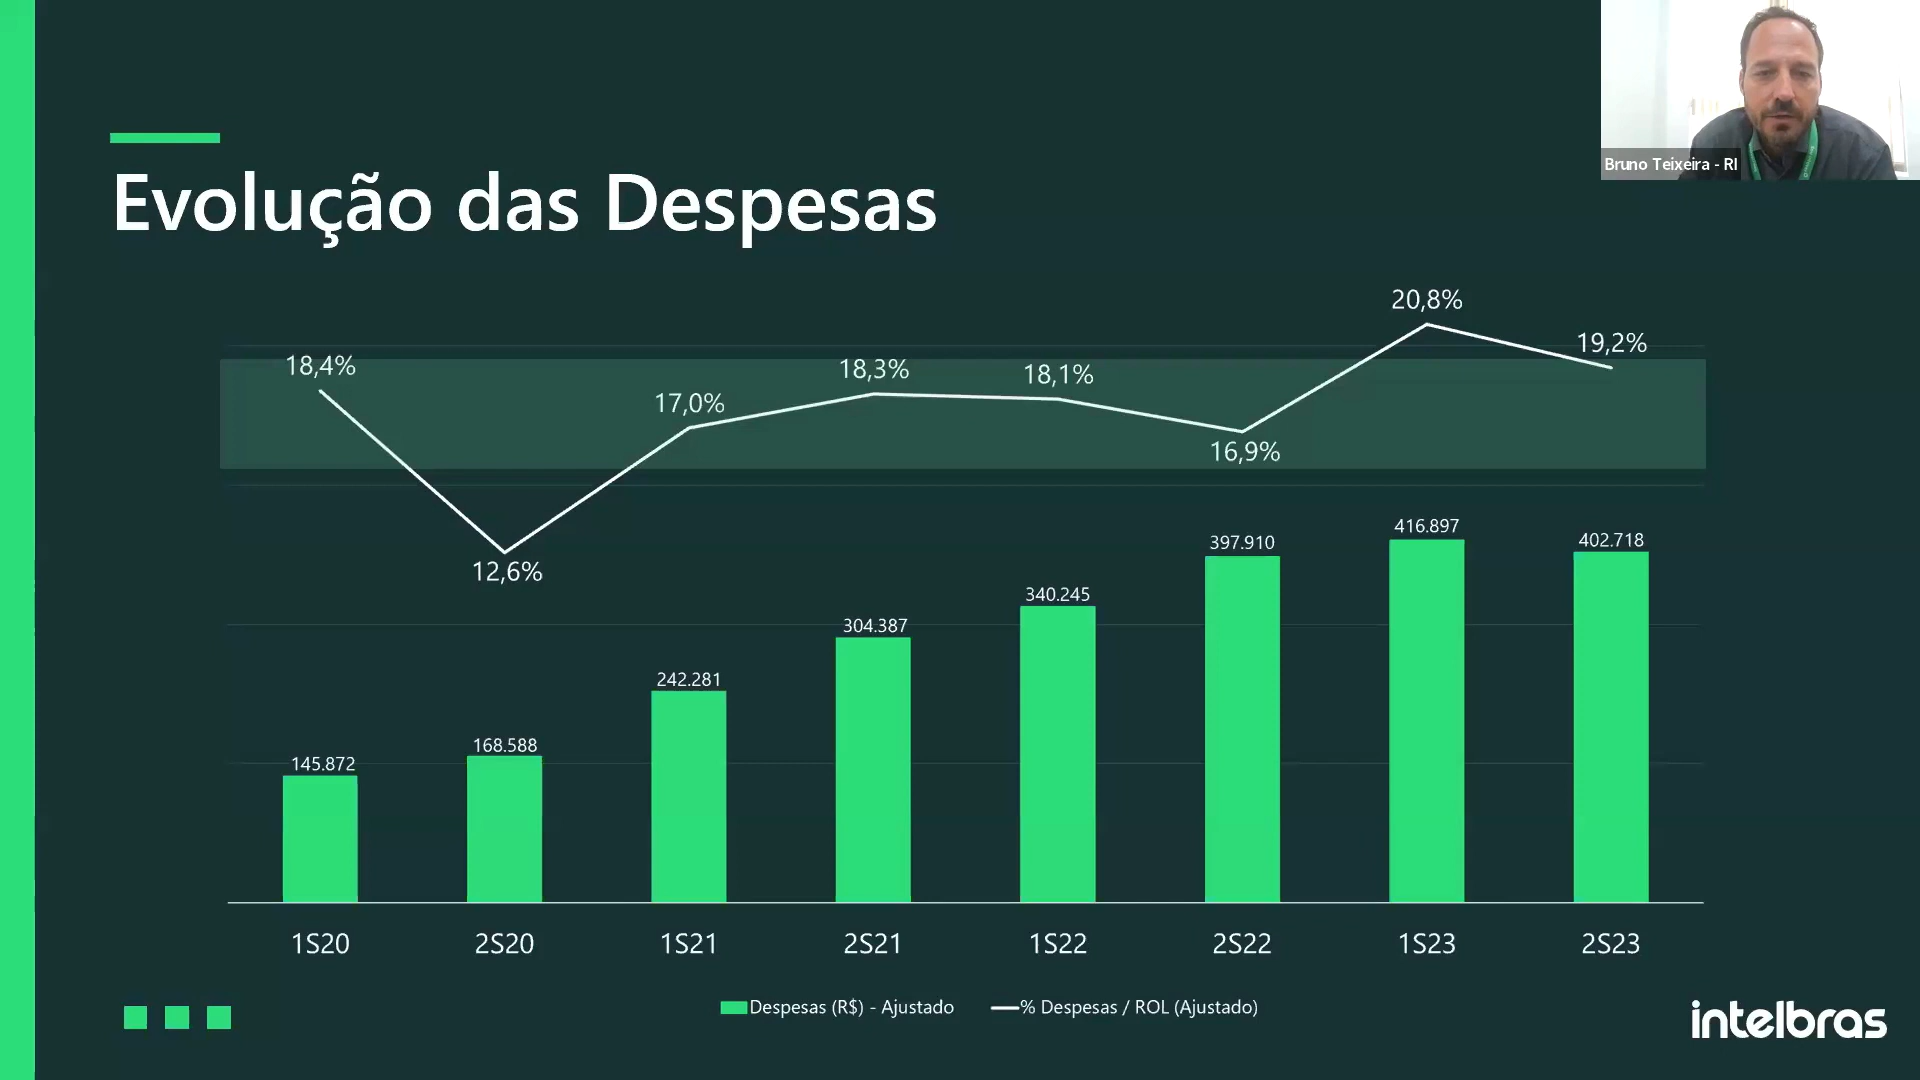 Bruno Teixeira - RI
Evolução das Despesas
18,4%
12,6%
17,0%
18,3%
18,1%
16,9%
20,8%
19,2%
145.872
168.588
242.281
304.387
340.245
397.910
416.897
402.718
1S20
2S20
1S21
2S21
1S22
2S22
1S23
2S23
Despesas (R$) - Ajustado
% Despesas / ROL (Ajustado)
intelbras